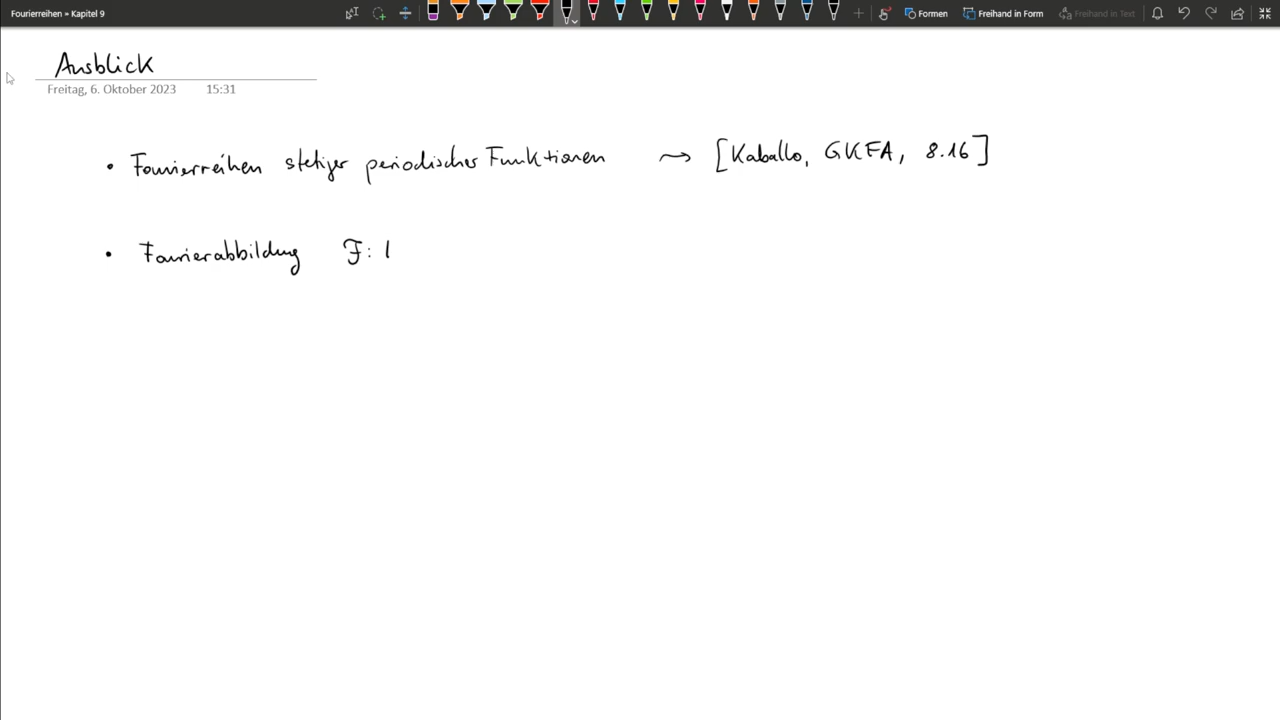 Fourierreihen » Kapitel 9
Formen
Freihand in Form
Freihand in Text
Ausblick
Freitag, 6. Oktober 2023 15:31
• Fourierreihen stetiger periodischer Funktionen ⇝ [Kaballo, GKFA, 8.16]
• Fourierabbildung ℱ: l